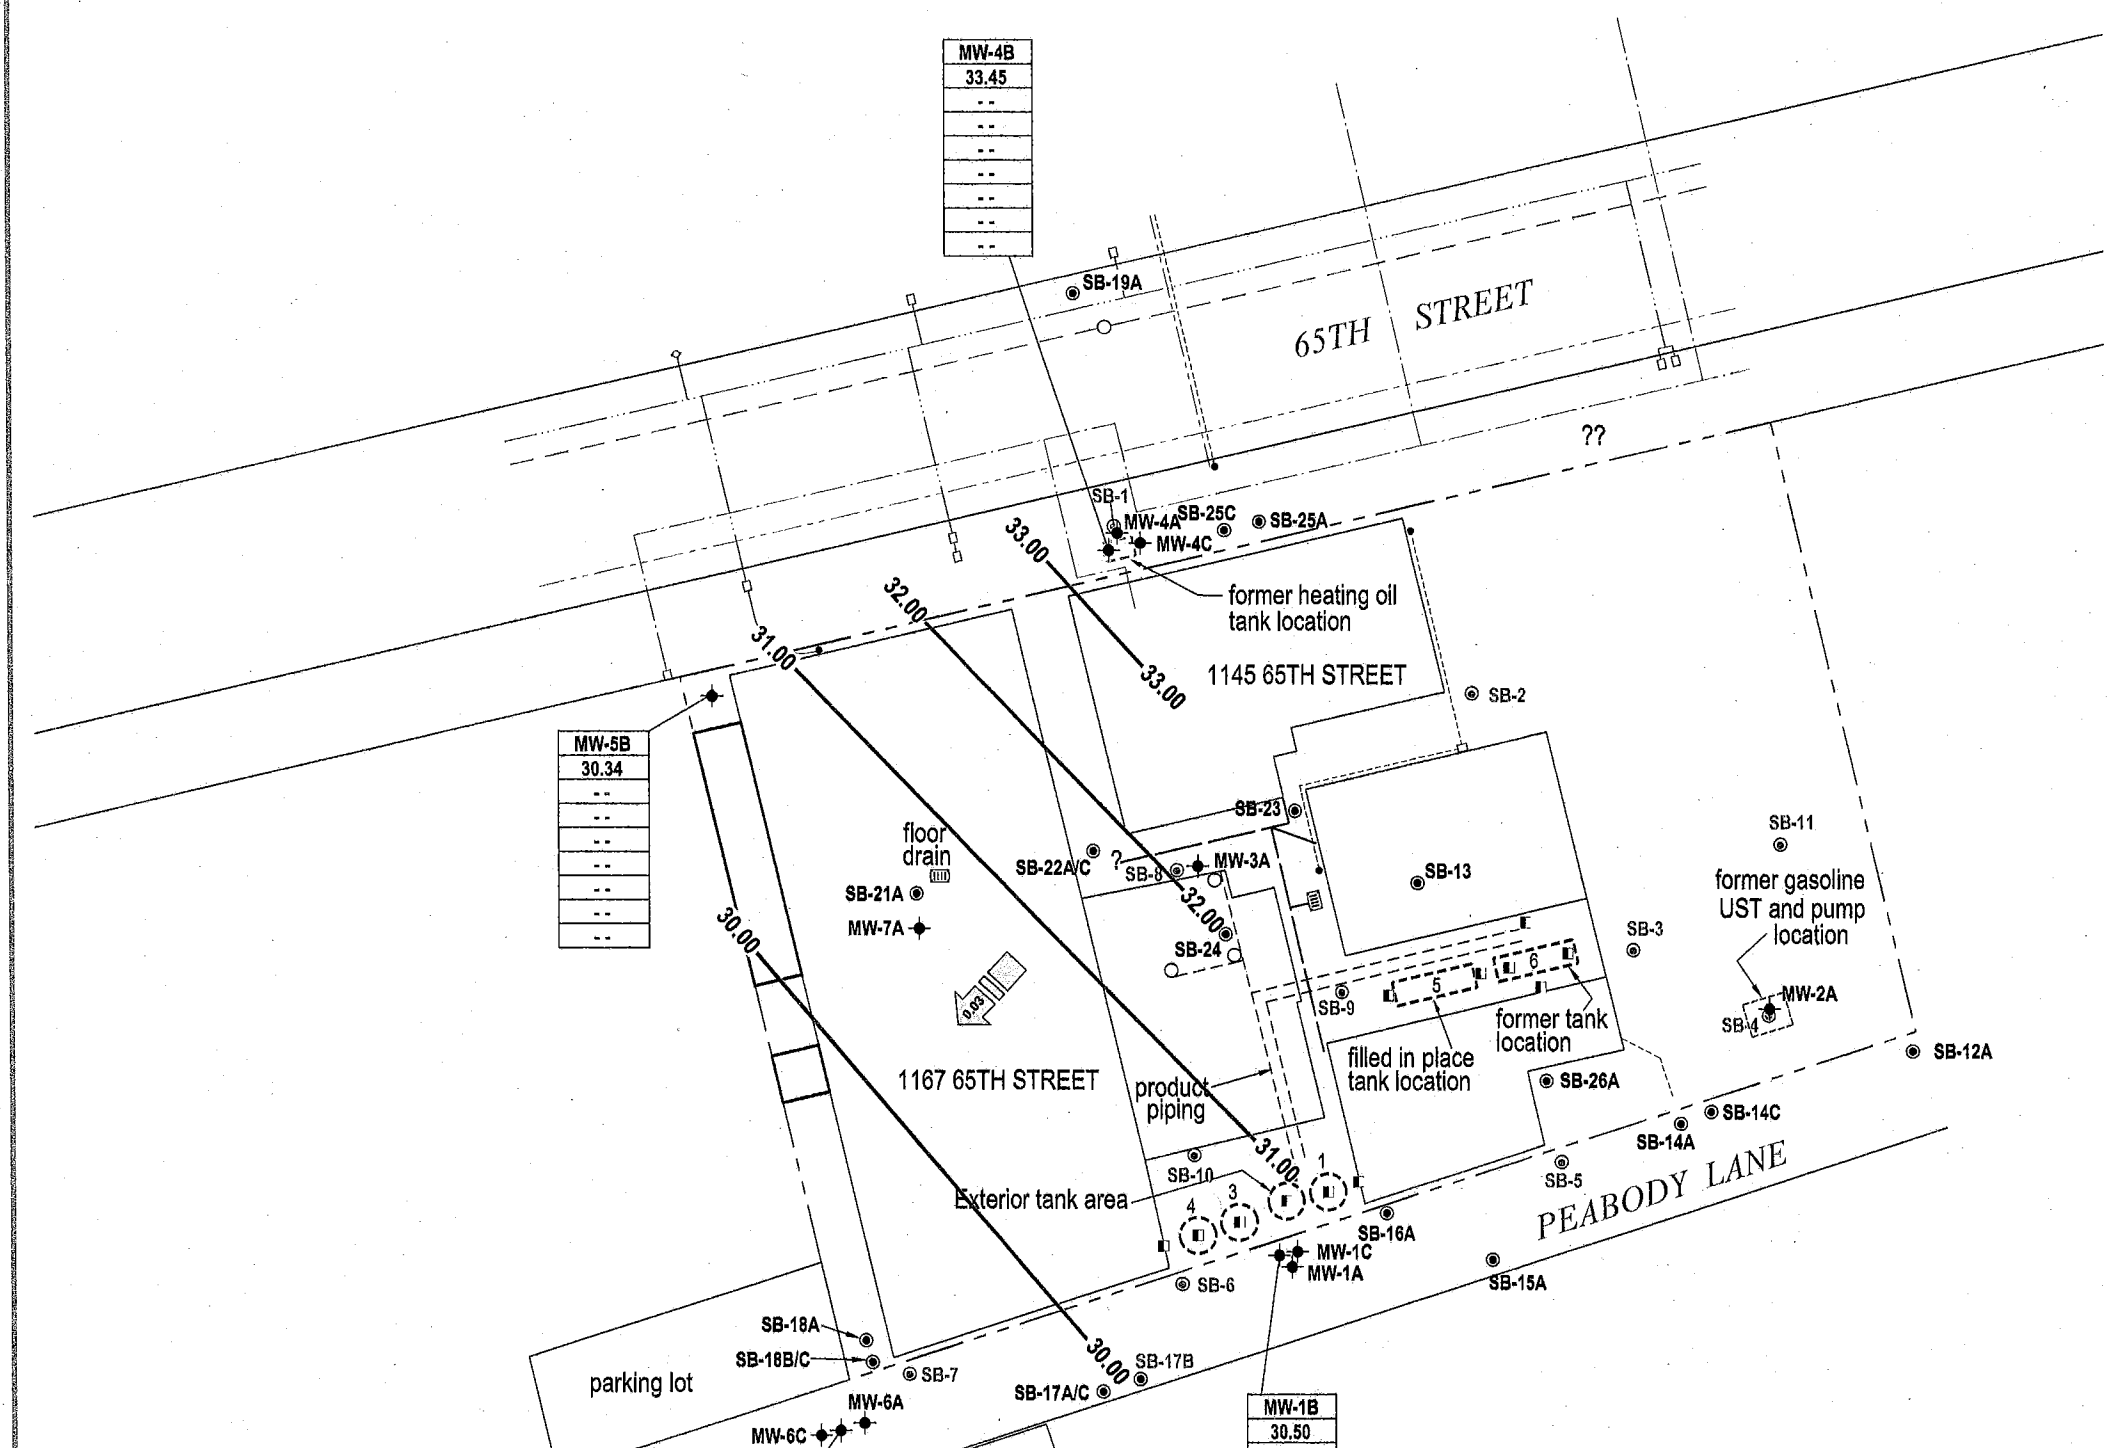 MW-4B
33.45
- -
- -
- -
- -
- -
- -
- -
SB-19A
65TH STREET
??
SB-1
MW-4A
SB-25C
SB-25A
MW-4C
33.00
32.00
31.00
former heating oil
tank location
1145 65TH STREET
33.00
SB-2
MW-5B
30.34
- -
- -
- -
- -
- -
- -
- -
SB-23
floor
drain
SB-22A/C
?
SB-8
MW-3A
SB-11
SB-13
SB-21A
former gasoline
UST and pump
location
32.00
MW-7A
30.00
SB-24
SB-3
6
5
0.03
SB-9
MW-2A
SB-4
former tank
location
filled in place
tank location
SB-12A
1167 65TH STREET
product
piping
SB-26A
SB-14C
SB-14A
31.00
1
SB-10
SB-5
PEABODY LANE
Exterior tank area
3
4
SB-16A
MW-1C
MW-1A
SB-6
SB-15A
SB-18A
SB-18B/C
30.00
SB-17B
SB-7
parking lot
SB-17A/C
MW-6A
MW-6C
MW-1B
30.50